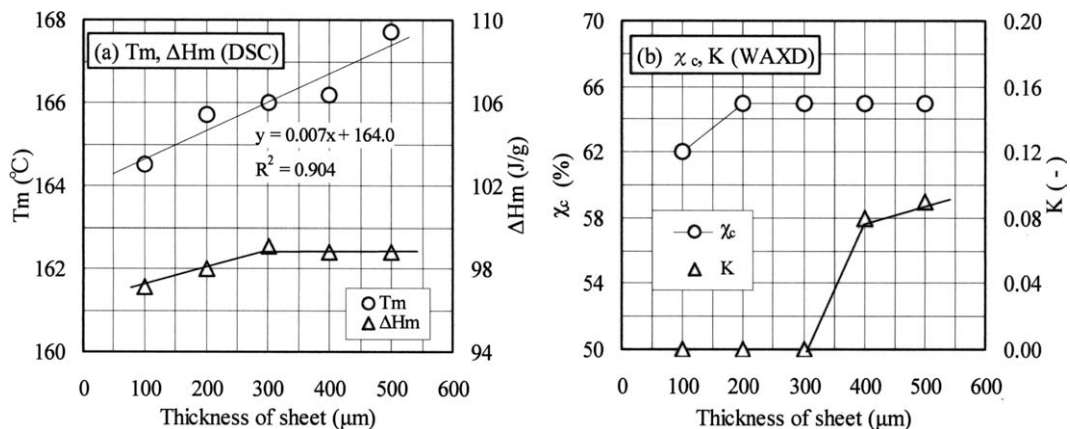 (a) Tm, ΔHm (DSC)
168
166
164
162
160
Tm (℃)
110
106
102
98
94
ΔHm (J/g)
y = 0.007x + 164.0
R² = 0.904
Tm
ΔHm
0 100 200 300 400 500 600
Thickness of sheet (μm)
(b) χc, K (WAXD)
70
66
62
58
54
50
χc (%)
0.20
0.16
0.12
0.08
0.04
0.00
K ( - )
χc
K
0 100 200 300 400 500 600
Thickness of sheet (μm)